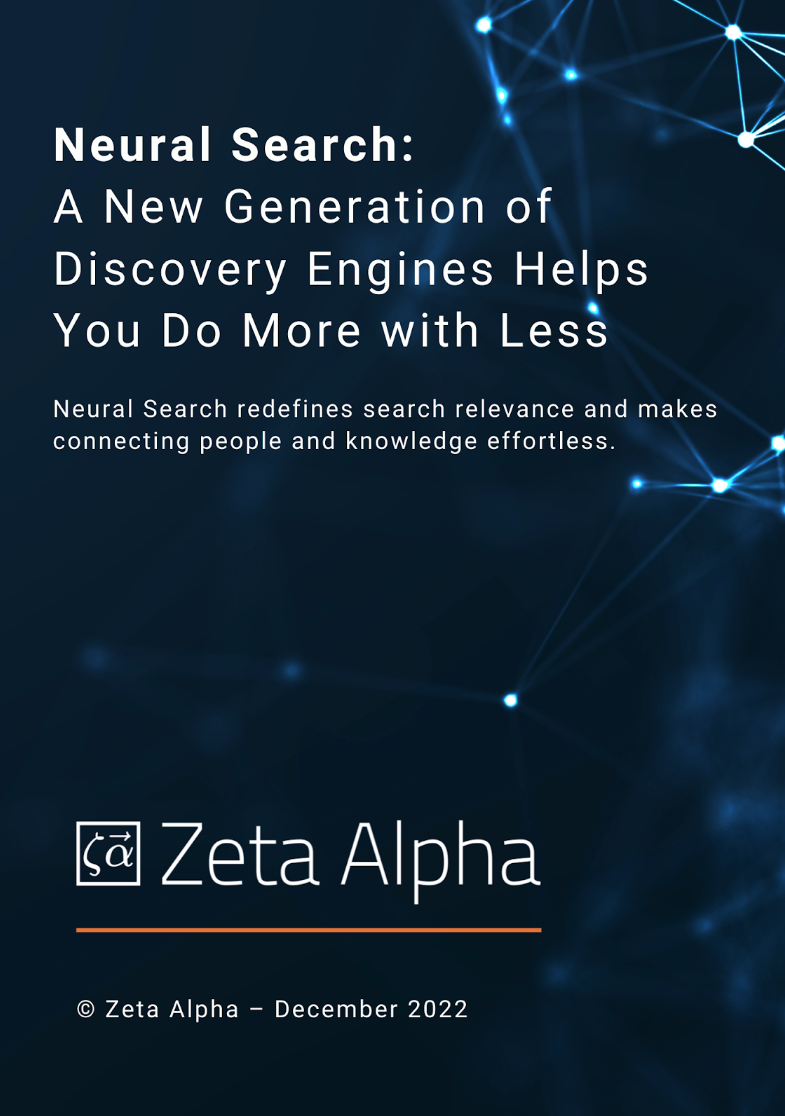 Neural Search:
A New Generation of
Discovery Engines Helps
You Do More with Less
Neural Search redefines search relevance and makes
connecting people and knowledge effortless.
ζα⃗ Zeta Alpha
© Zeta Alpha – December 2022